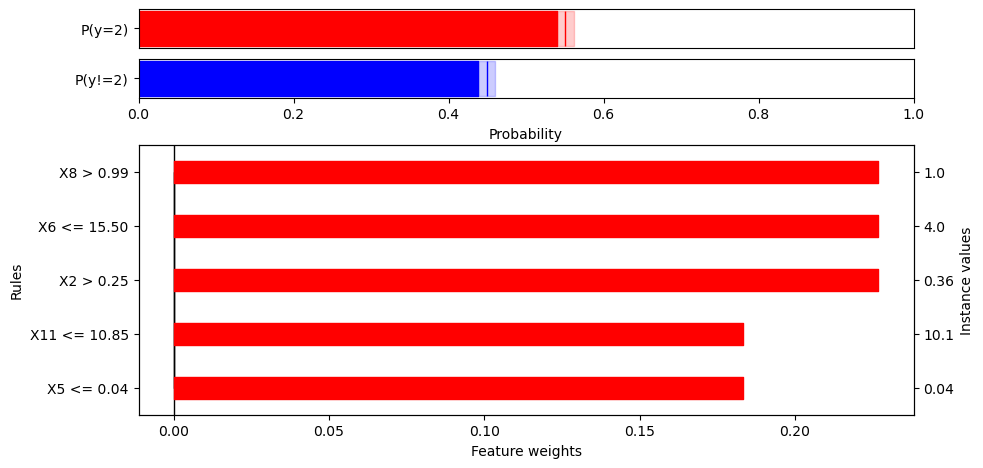 P(y=2)
P(y!=2)
0.0 0.2 0.4 0.6 0.8 1.0
Probability
X8 > 0.99 1.0
X6 <= 15.50 4.0
X2 > 0.25 0.36
X11 <= 10.85 10.1
X5 <= 0.04 0.04
Rules
Instance values
0.00 0.05 0.10 0.15 0.20
Feature weights